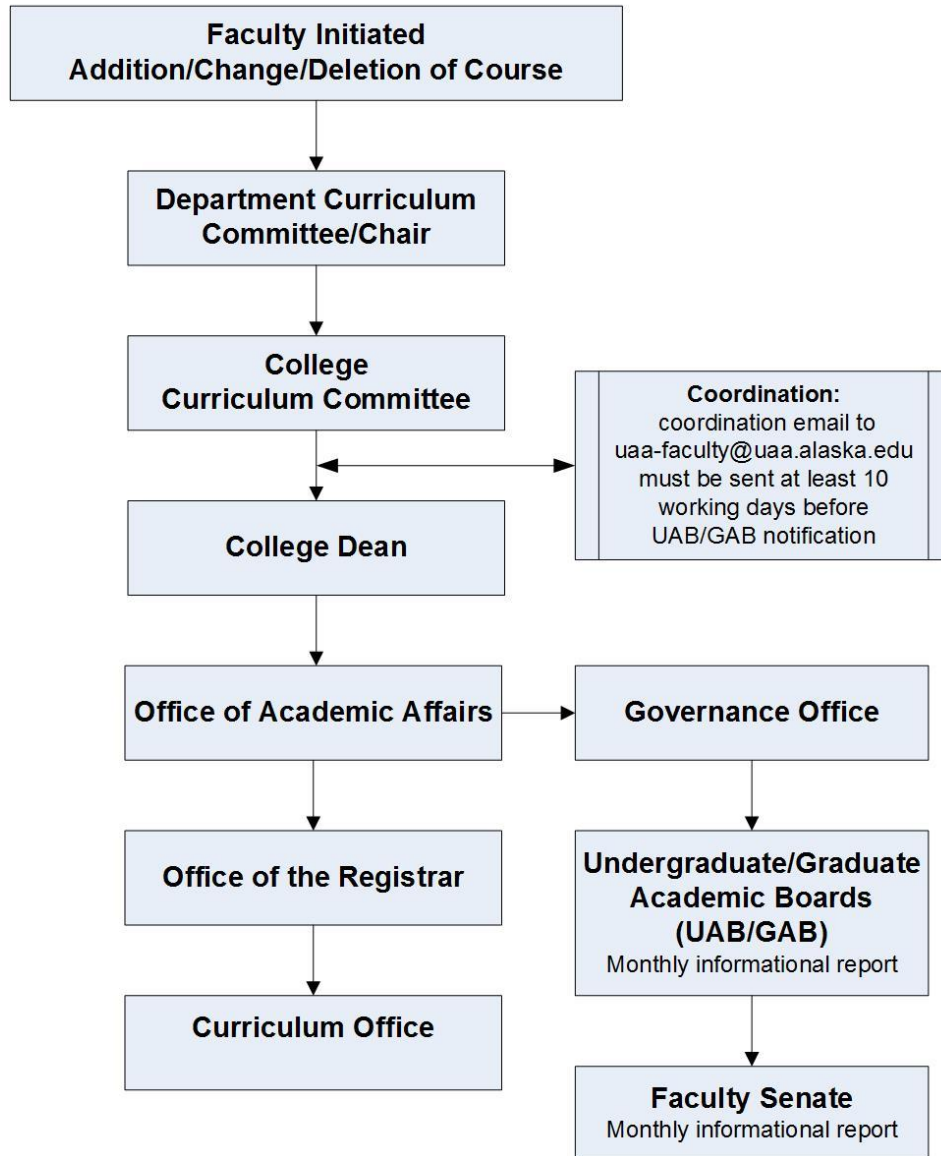 Faculty Initiated
Addition/Change/Deletion of Course
Department Curriculum
Committee/Chair
College
Curriculum Committee
Coordination:
coordination email to
uaa-faculty@uaa.alaska.edu
must be sent at least 10
working days before
UAB/GAB notification
College Dean
Office of Academic Affairs
Governance Office
Office of the Registrar
Undergraduate/Graduate
Academic Boards
(UAB/GAB)
Monthly informational report
Curriculum Office
Faculty Senate
Monthly informational report